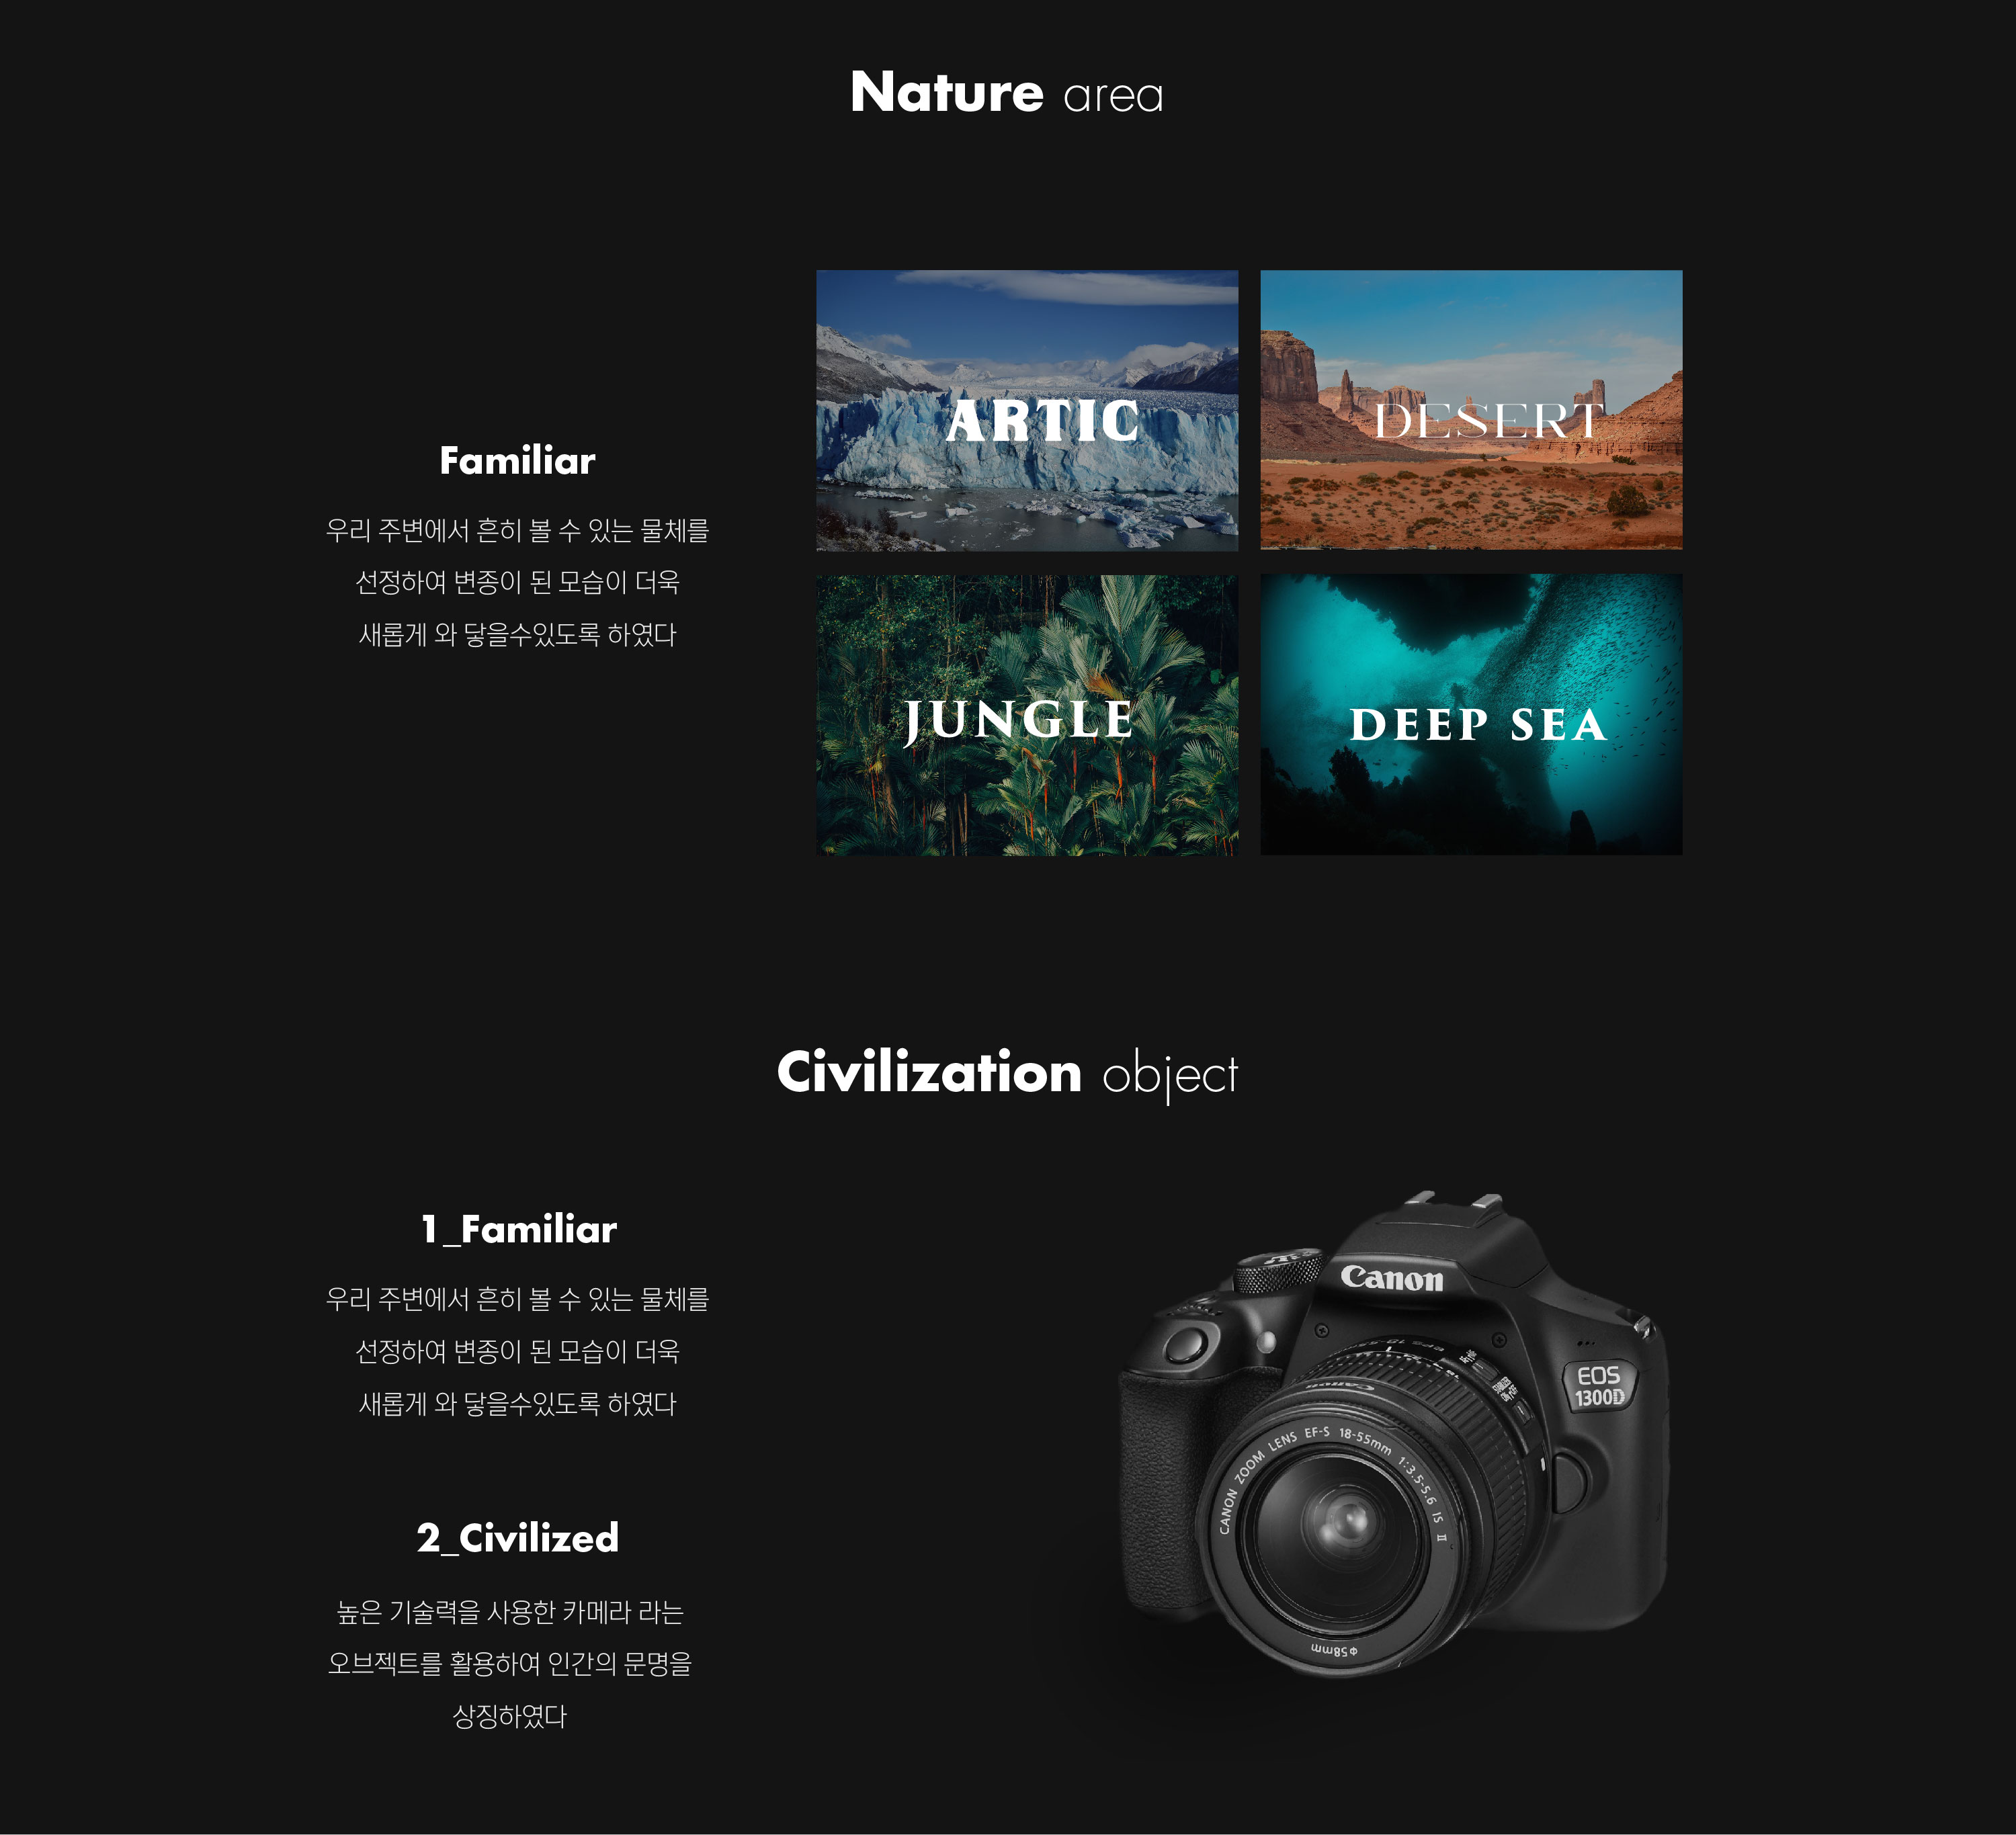 Nature area
ARTIC
DESERT
Familiar
우리 주변에서 흔히 볼 수 있는 물체를
선정하여 변종이 된 모습이 더욱
새롭게 와 닿을수있도록 하였다
JUNGLE
DEEP SEA
Civilization object
1_Familiar
우리 주변에서 흔히 볼 수 있는 물체를
선정하여 변종이 된 모습이 더욱
새롭게 와 닿을수있도록 하였다
2_Civilized
높은 기술력을 사용한 카메라 라는
오브젝트를 활용하여 인간의 문명을
상징하였다
Canon
EOS
1300D
Canon
CANON ZOOM LENS EF-S 18-55mm 1:3.5-5.6 IS II
φ58mm